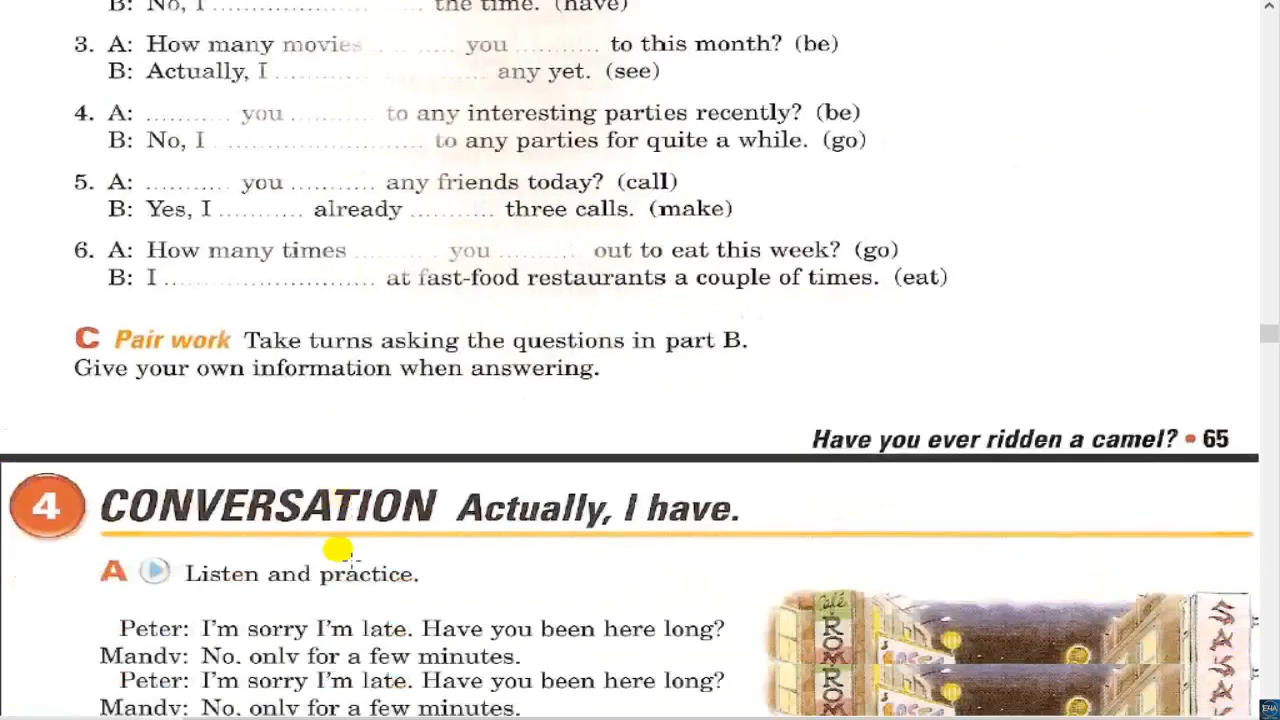 B: No, I .......... the time. (have)
3. A: How many movies .......... you .......... to this month? (be)
B: Actually, I .......... any yet. (see)
4. A: .......... you .......... to any interesting parties recently? (be)
B: No, I .......... to any parties for quite a while. (go)
5. A: .......... you .......... any friends today? (call)
B: Yes, I .......... already .......... three calls. (make)
6. A: How many times .......... you .......... out to eat this week? (go)
B: I .......... at fast-food restaurants a couple of times. (eat)
C Pair work Take turns asking the questions in part B.
Give your own information when answering.
Have you ever ridden a camel? • 65
4 CONVERSATION Actually, I have.
A Listen and practice.
Peter: I'm sorry I'm late. Have you been here long?
Mandy: No, only for a few minutes.
Peter: I'm sorry I'm late. Have you been here long?
Mandy: No, only for a few minutes.
Café
ROM
ROM
SASA